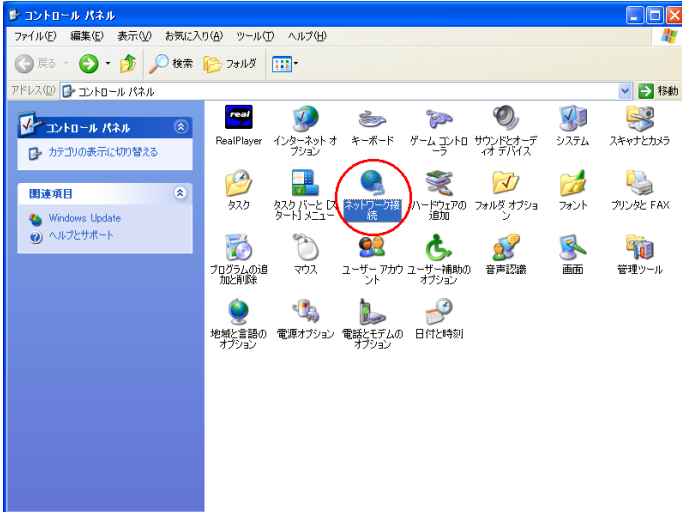 コントロール パネル
ファイル(F) 編集(E) 表示(V) お気に入り(A) ツール(T) ヘルプ(H)
戻る 検索 フォルダ
アドレス(D) コントロール パネル 移動
コントロール パネル
カテゴリの表示に切り替える
関連項目
Windows Update
ヘルプとサポート
real
RealPlayer
インターネット オ
プション
キーボード
ゲーム コントロ
ーラ
サウンドとオーデ
ィオ デバイス
システム
スキャナとカメラ
タスク
タスク バーと [ス
タート] メニュー
ネットワーク接
続
ハードウェアの
追加
フォルダ オプショ
ン
フォント
プリンタと FAX
プログラムの追
加と削除
マウス
ユーザー アカウ
ント
ユーザー補助の
オプション
音声認識
画面
管理ツール
地域と言語の
オプション
電源オプション
電話とモデムの
オプション
日付と時刻